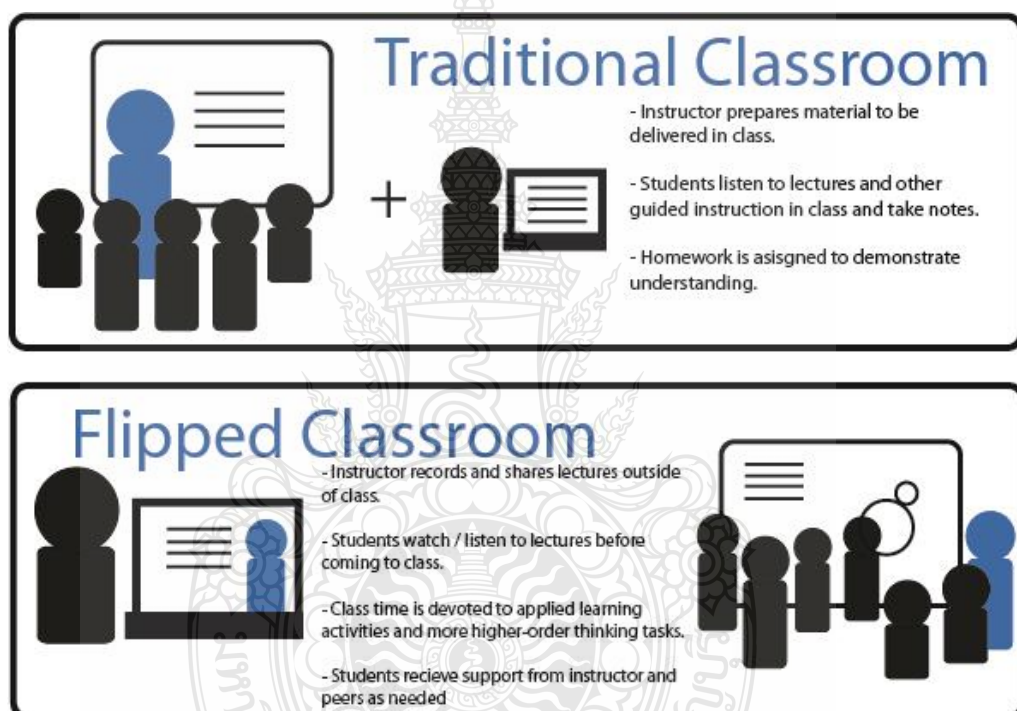 Traditional Classroom
- Instructor prepares material to be
delivered in class.
- Students listen to lectures and other
guided instruction in class and take notes.
- Homework is asisgned to demonstrate
understanding.
Flipped Classroom
- Instructor records and shares lectures outside
of class.
- Students watch / listen to lectures before
coming to class.
- Class time is devoted to applied learning
activities and more higher-order thinking tasks.
- Students recieve support from instructor and
peers as needed